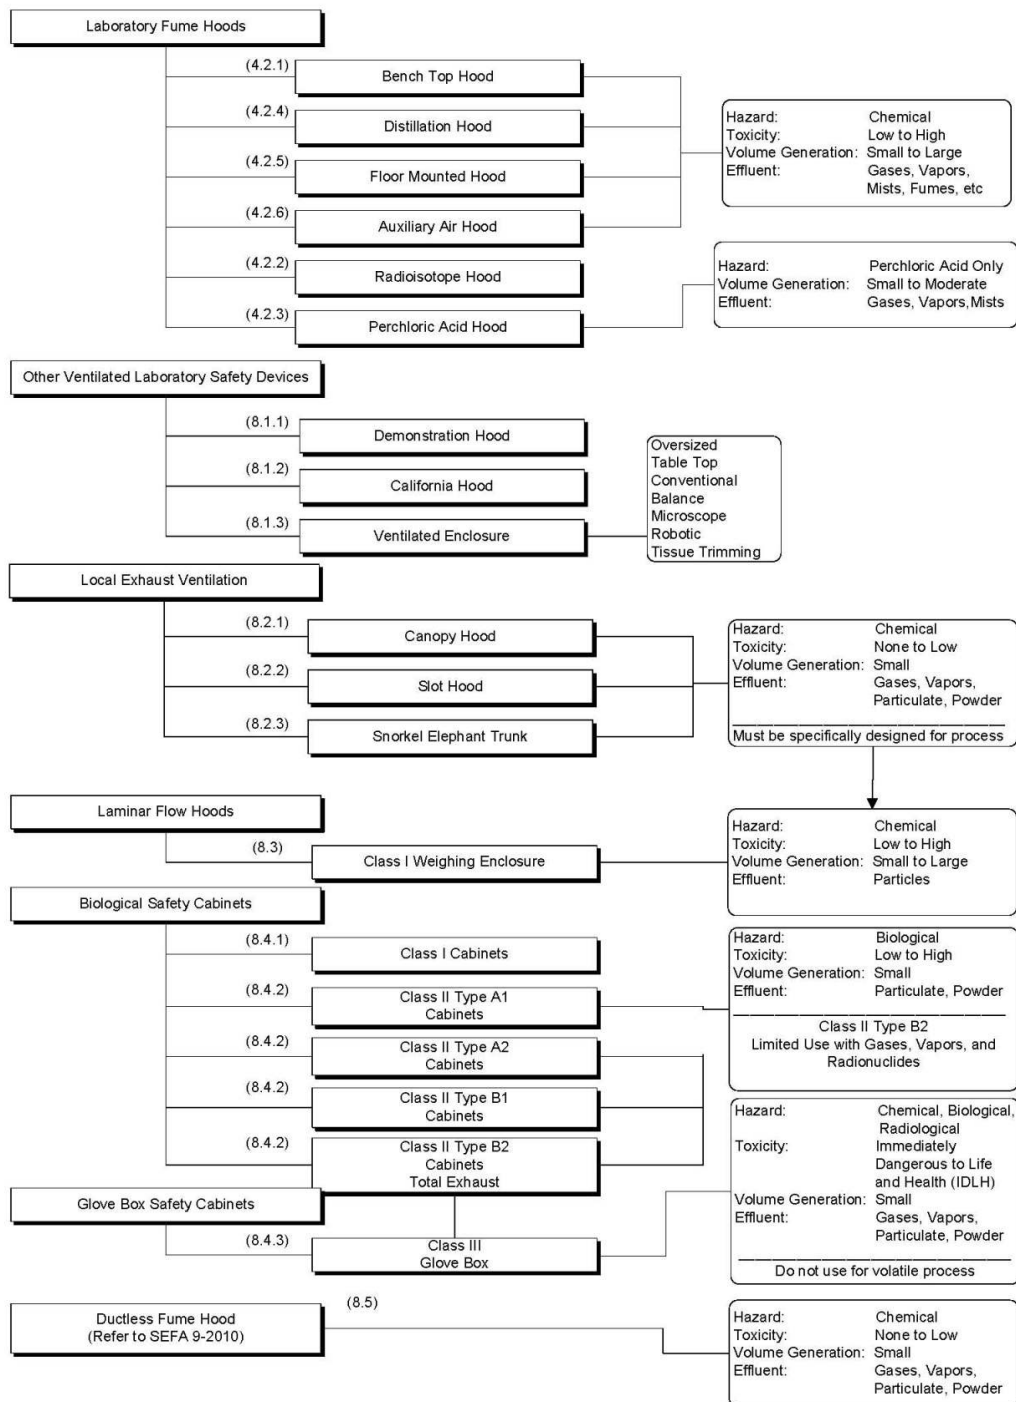 Laboratory Fume Hoods
(4.2.1)
Bench Top Hood
(4.2.4)
Distillation Hood
(4.2.5)
Floor Mounted Hood
(4.2.6)
Auxiliary Air Hood
(4.2.2)
Radioisotope Hood
(4.2.3)
Perchloric Acid Hood
Hazard: Chemical
Toxicity: Low to High
Volume Generation: Small to Large
Effluent: Gases, Vapors,
Mists, Fumes, etc
Hazard: Perchloric Acid Only
Volume Generation: Small to Moderate
Effluent: Gases, Vapors,Mists
Other Ventilated Laboratory Safety Devices
(8.1.1)
Demonstration Hood
(8.1.2)
California Hood
(8.1.3)
Ventilated Enclosure
Oversized
Table Top
Conventional
Balance
Microscope
Robotic
Tissue Trimming
Local Exhaust Ventilation
(8.2.1)
Canopy Hood
(8.2.2)
Slot Hood
(8.2.3)
Snorkel Elephant Trunk
Hazard: Chemical
Toxicity: None to Low
Volume Generation: Small
Effluent: Gases, Vapors,
Particulate, Powder
Must be specifically designed for process
Laminar Flow Hoods
(8.3)
Class I Weighing Enclosure
Hazard: Chemical
Toxicity: Low to High
Volume Generation: Small to Large
Effluent: Particles
Biological Safety Cabinets
(8.4.1)
Class I Cabinets
(8.4.2)
Class II Type A1
Cabinets
(8.4.2)
Class II Type A2
Cabinets
(8.4.2)
Class II Type B1
Cabinets
(8.4.2)
Class II Type B2
Cabinets
Total Exhaust
Hazard: Biological
Toxicity: Low to High
Volume Generation: Small
Effluent: Particulate, Powder
Class II Type B2
Limited Use with Gases, Vapors, and
Radionuclides
Glove Box Safety Cabinets
(8.4.3)
Class III
Glove Box
Hazard: Chemical, Biological,
Radiological
Toxicity: Immediately
Dangerous to Life
and Health (IDLH)
Volume Generation: Small
Effluent: Gases, Vapors,
Particulate, Powder
Do not use for volatile process
Ductless Fume Hood
(Refer to SEFA 9-2010)
(8.5)
Hazard: Chemical
Toxicity: None to Low
Volume Generation: Small
Effluent: Gases, Vapors,
Particulate, Powder